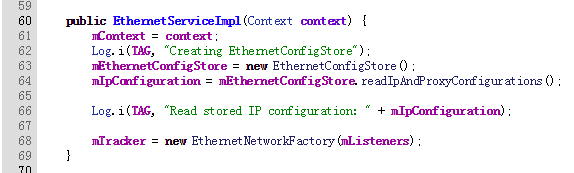 59
60 public EthernetServiceImpl(Context context) {
61 mContext = context;
62 Log.i(TAG, "Creating EthernetConfigStore");
63 mEthernetConfigStore = new EthernetConfigStore();
64 mIpConfiguration = mEthernetConfigStore.readIpAndProxyConfigurations();
65
66 Log.i(TAG, "Read stored IP configuration: " + mIpConfiguration);
67
68 mTracker = new EthernetNetworkFactory(mListeners);
69 }
70